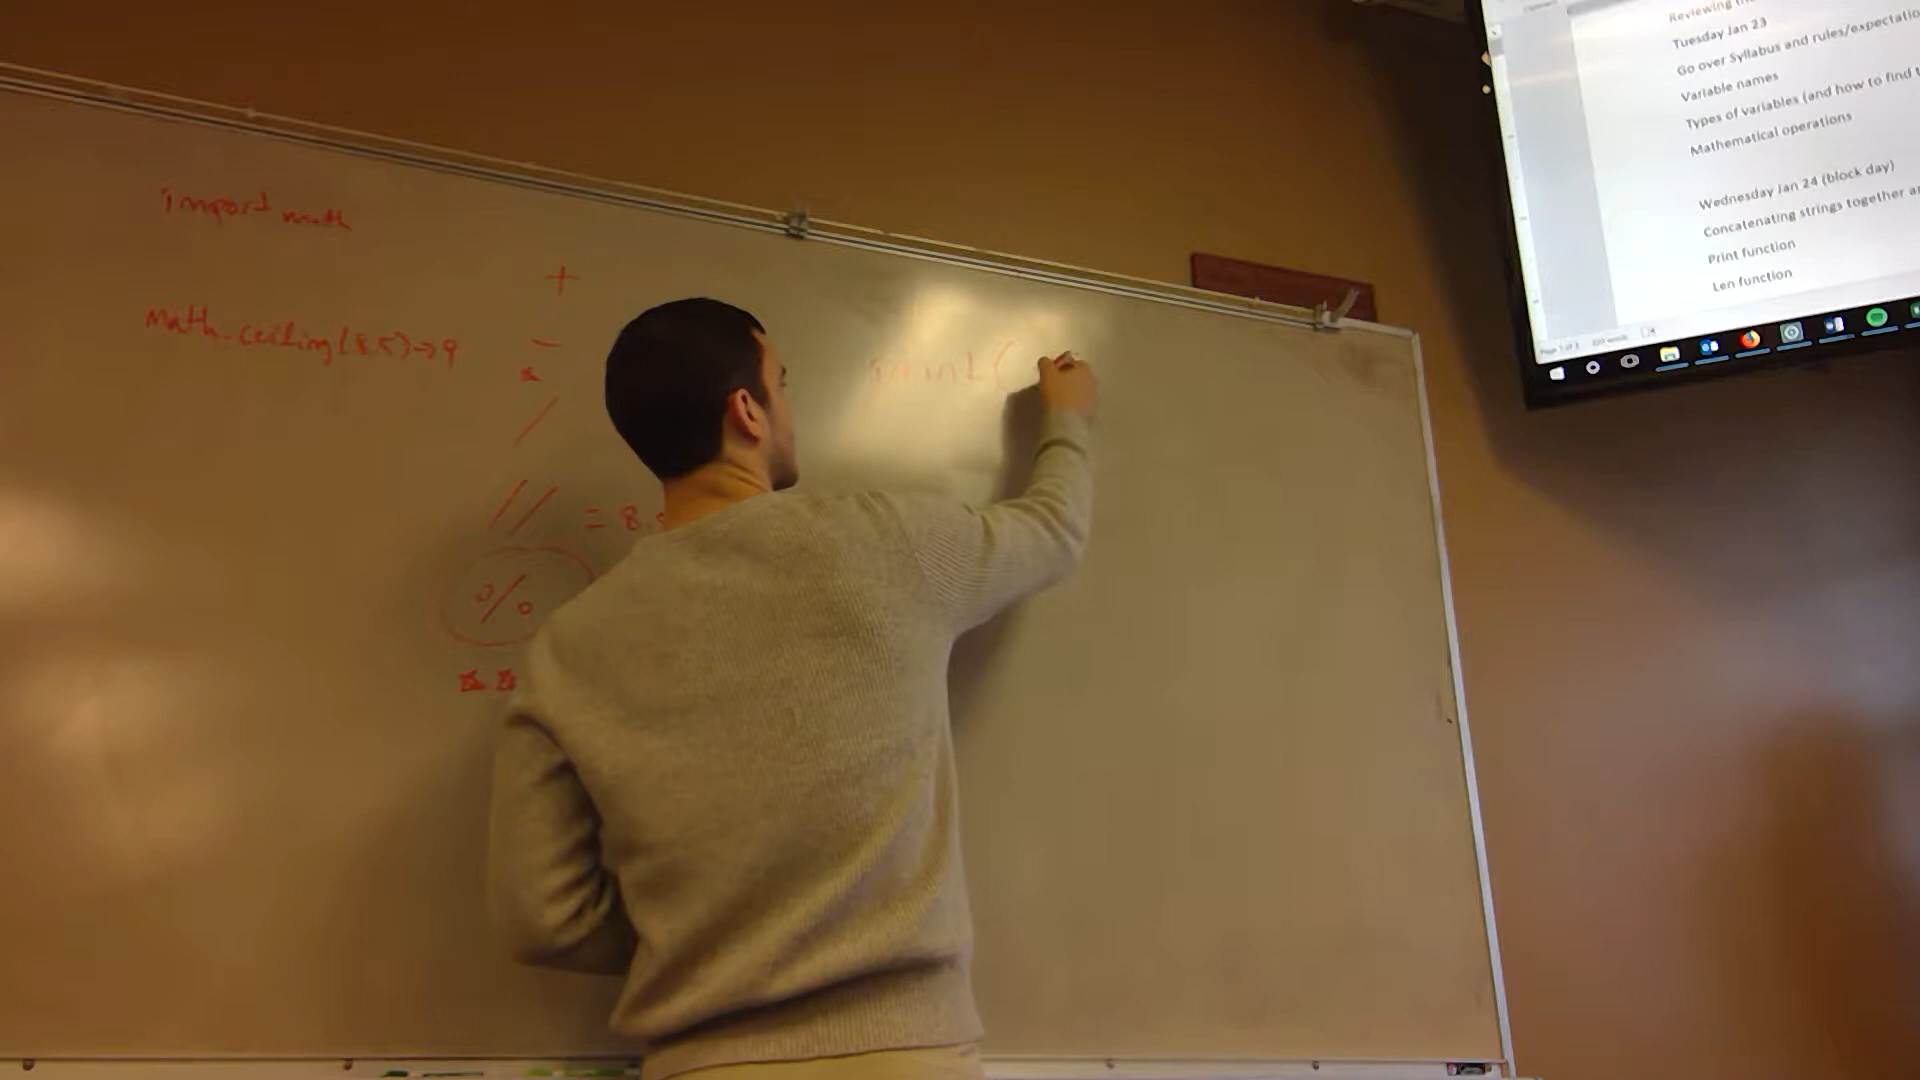 import math
math.ceiling(8.5)→9
+
-
*
/
// = 8.
%
**
print (
Reviewing
Tuesday Jan 23
Go over Syllabus and rules/expectatio
Variable names
Types of variables (and how to find t
Mathematical operations
Wednesday Jan 24 (block day)
Concatenating strings together a
Print function
Len function